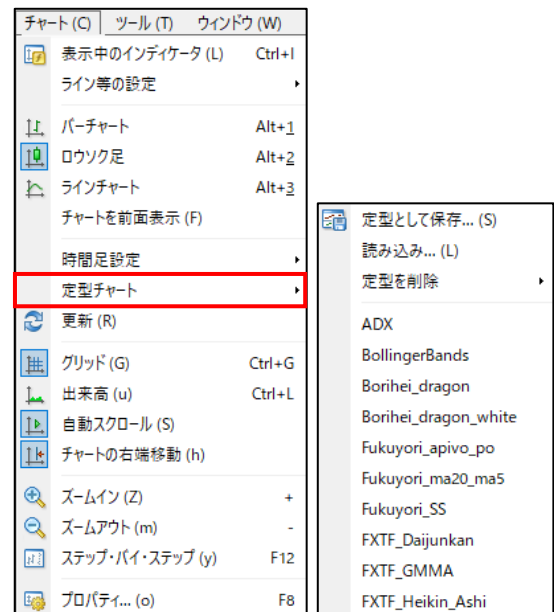 チャート (C) ツール (T) ウィンドウ (W)
表示中のインディケータ (L) Ctrl+I
ライン等の設定
バーチャート Alt+1
ロウソク足 Alt+2
ラインチャート Alt+3
チャートを前面表示 (F)
時間足設定
定型チャート
更新 (R)
グリッド (G) Ctrl+G
出来高 (u) Ctrl+L
自動スクロール (S)
チャートの右端移動 (h)
ズームイン (Z) +
ズームアウト (m) -
ステップ・バイ・ステップ (y) F12
プロパティ... (o) F8
定型として保存... (S)
読み込み... (L)
定型を削除
ADX
BollingerBands
Borihei_dragon
Borihei_dragon_white
Fukuyori_apivo_po
Fukuyori_ma20_ma5
Fukuyori_SS
FXTF_Daijunkan
FXTF_GMMA
FXTF_Heikin_Ashi